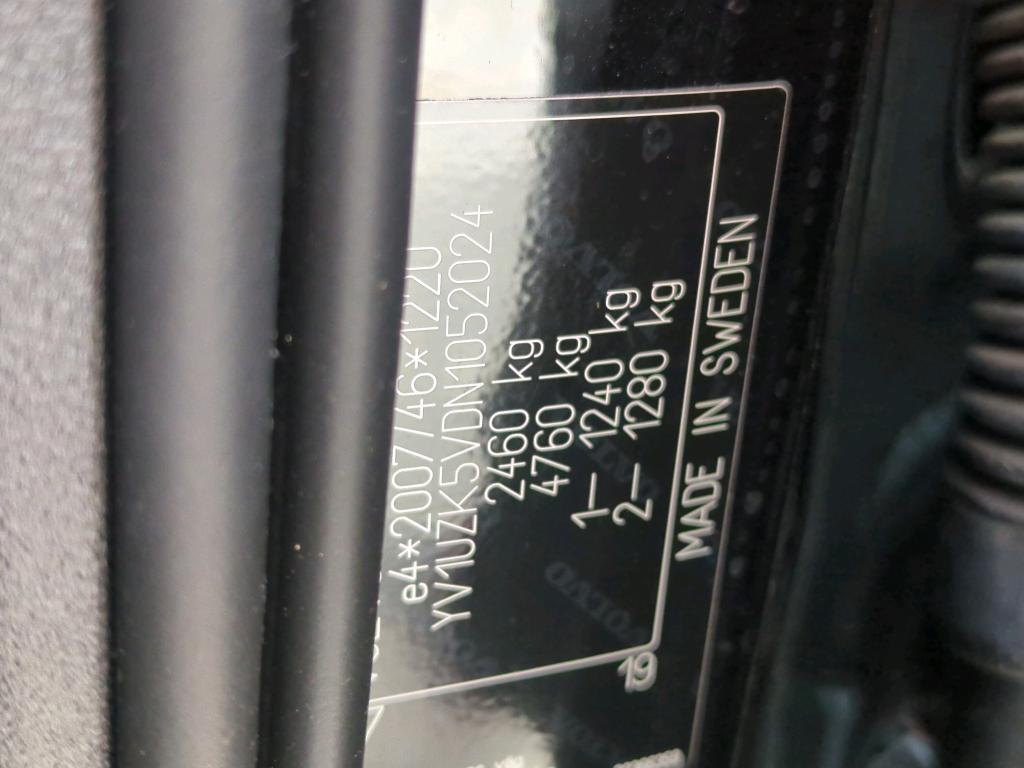 e4*2007/46*1220
YV1UZK5VDN1052024
2460 kg
4760 kg
1– 1240 kg
2– 1280 kg
MADE IN SWEDEN
19